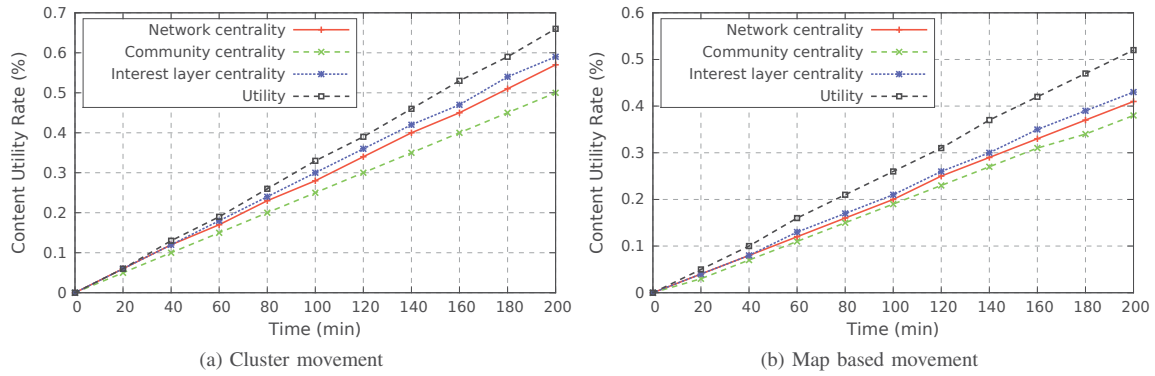 0.7
0.6
0.5
0.4
0.3
0.2
0.1
0
Content Utility Rate (%)
Network centrality
Community centrality
Interest layer centrality
Utility
0 20 40 60 80 100 120 140 160 180 200
Time (min)
(a) Cluster movement
0.6
0.5
0.4
0.3
0.2
0.1
0
Content Utility Rate (%)
Network centrality
Community centrality
Interest layer centrality
Utility
0 20 40 60 80 100 120 140 160 180 200
Time (min)
(b) Map based movement